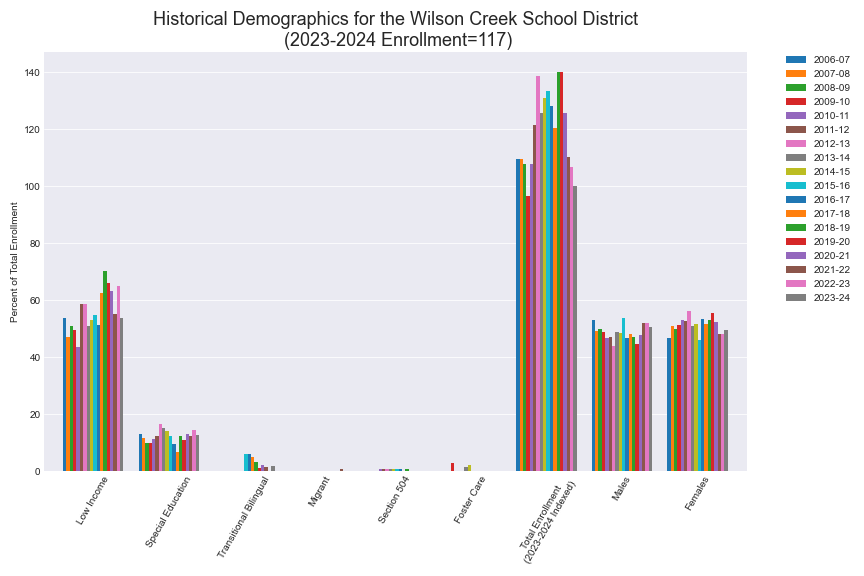 Historical Demographics for the Wilson Creek School District
(2023-2024 Enrollment=117)
Percent of Total Enrollment
140
120
100
80
60
40
20
0
Low Income
Special Education
Transitional Bilingual
Migrant
Section 504
Foster Care
Total Enrollment
(2023-2024 Indexed)
Males
Females
2006-07
2007-08
2008-09
2009-10
2010-11
2011-12
2012-13
2013-14
2014-15
2015-16
2016-17
2017-18
2018-19
2019-20
2020-21
2021-22
2022-23
2023-24